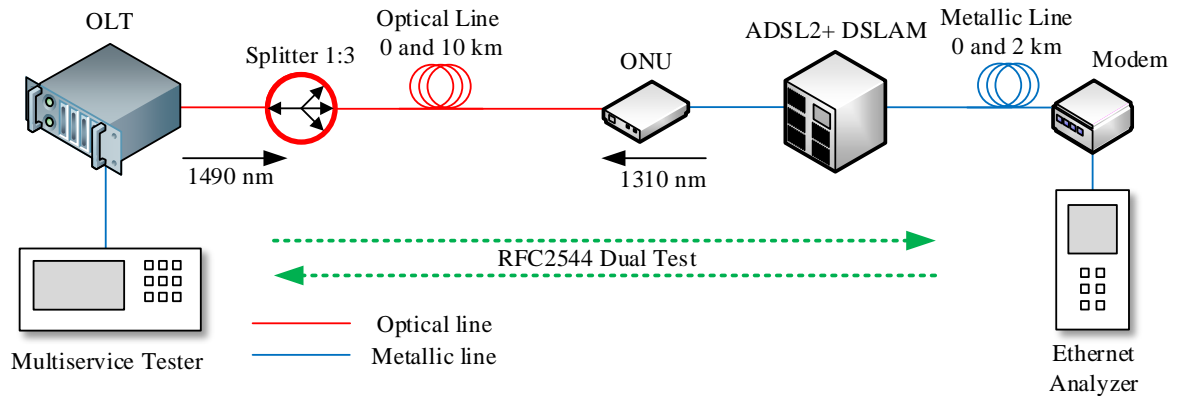 OLT
Splitter 1:3
Optical Line
0 and 10 km
ONU
ADSL2+ DSLAM
Metallic Line
0 and 2 km
Modem
1490 nm
1310 nm
RFC2544 Dual Test
Optical line
Metallic line
Multiservice Tester
Ethernet
Analyzer